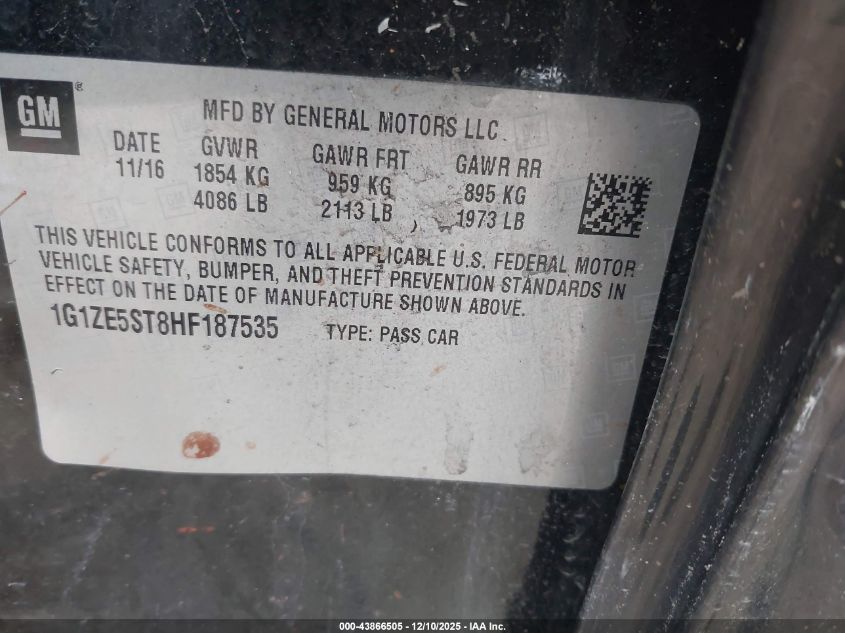 GM®
MFD BY GENERAL MOTORS LLC
DATE GVWR GAWR FRT GAWR RR
11/16 1854 KG 959 KG 895 KG
4086 LB 2113 LB 1973 LB
THIS VEHICLE CONFORMS TO ALL APPLICABLE U.S. FEDERAL MOTOR
VEHICLE SAFETY, BUMPER, AND THEFT PREVENTION STANDARDS IN
EFFECT ON THE DATE OF MANUFACTURE SHOWN ABOVE.
1G1ZE5ST8HF187535 TYPE: PASS CAR
000-43866505 - 12/10/2025 - IAA Inc.